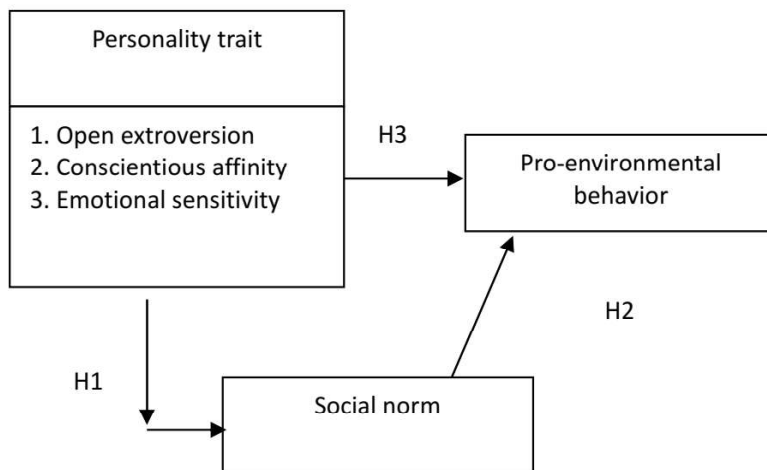 Personality trait
1. Open extroversion
2. Conscientious affinity
3. Emotional sensitivity
H3
Pro-environmental
behavior
H2
H1
Social norm